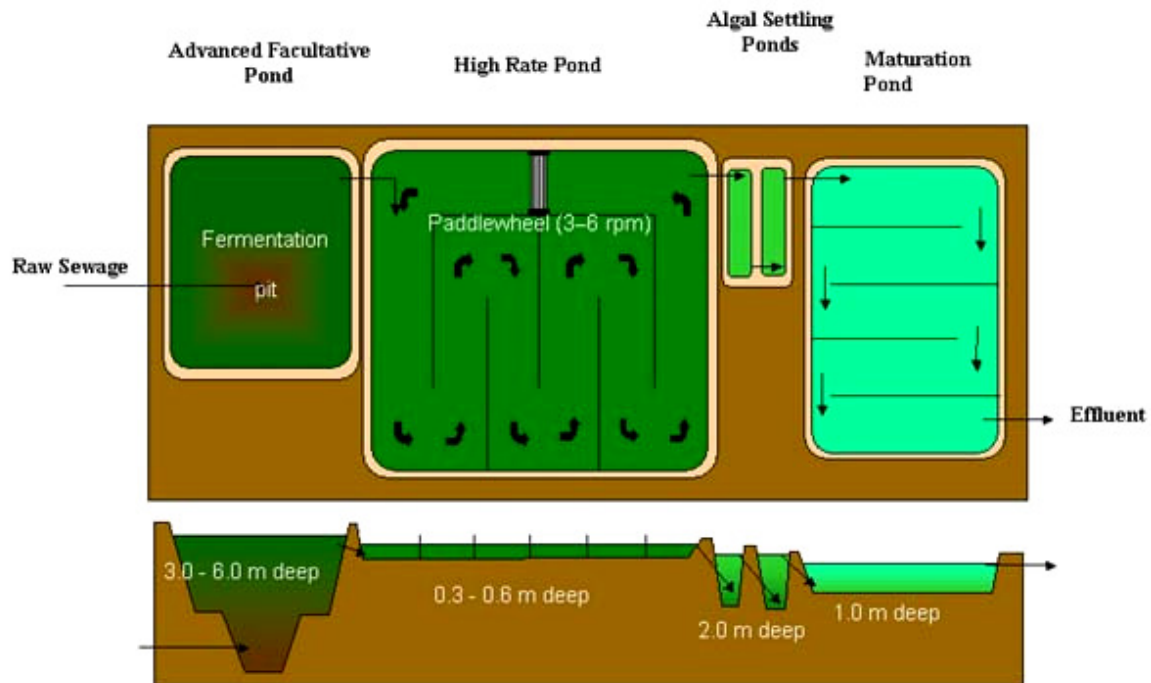 Advanced Facultative
Pond
High Rate Pond
Algal Settling
Ponds
Maturation
Pond
Raw Sewage
Fermentation
pit
Paddlewheel (3–6 rpm)
Effluent
3.0 - 6.0 m deep
0.3 - 0.6 m deep
2.0 m deep
1.0 m deep